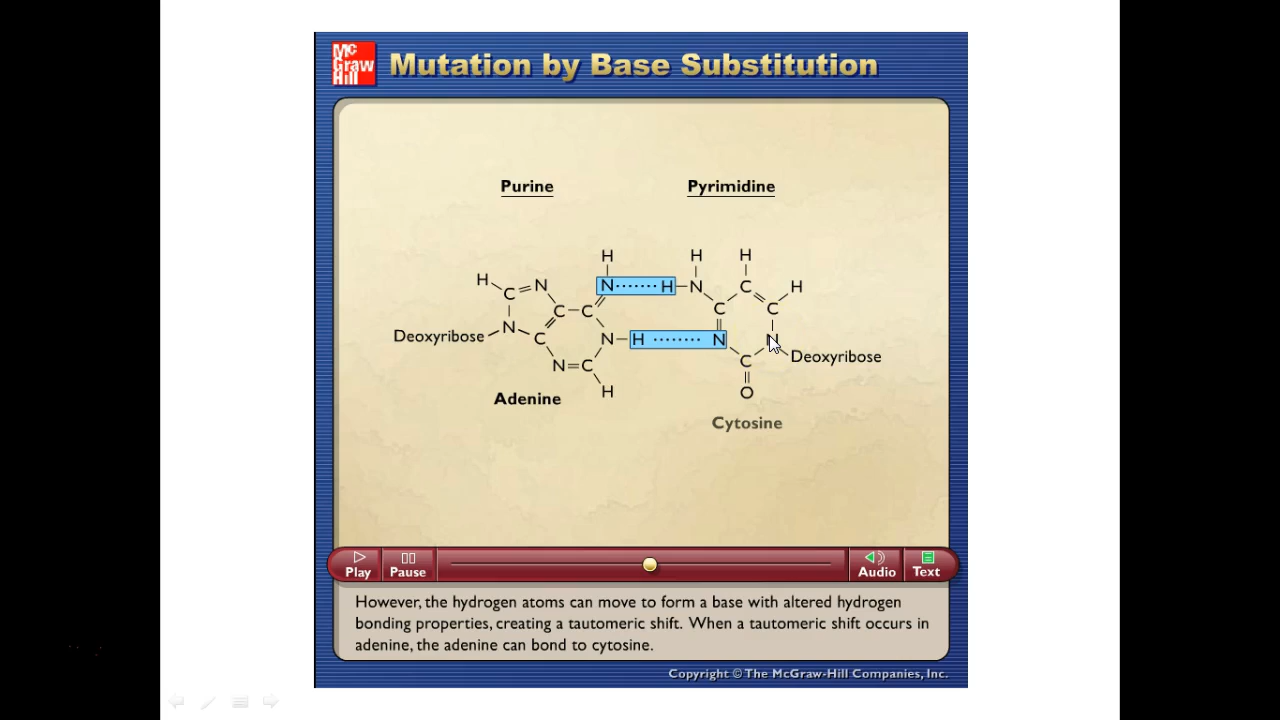 Mc
Graw
Hill
Mutation by Base Substitution
Purine
Pyrimidine
H H H
H N N H N C H
C C C C C
Deoxyribose N C N H N N
Deoxyribose
N C C
H O
Adenine
Cytosine
Play
Pause
Audio
Text
However, the hydrogen atoms can move to form a base with altered hydrogen
bonding properties, creating a tautomeric shift. When a tautomeric shift occurs in
adenine, the adenine can bond to cytosine.
Copyright © The McGraw-Hill Companies, Inc.